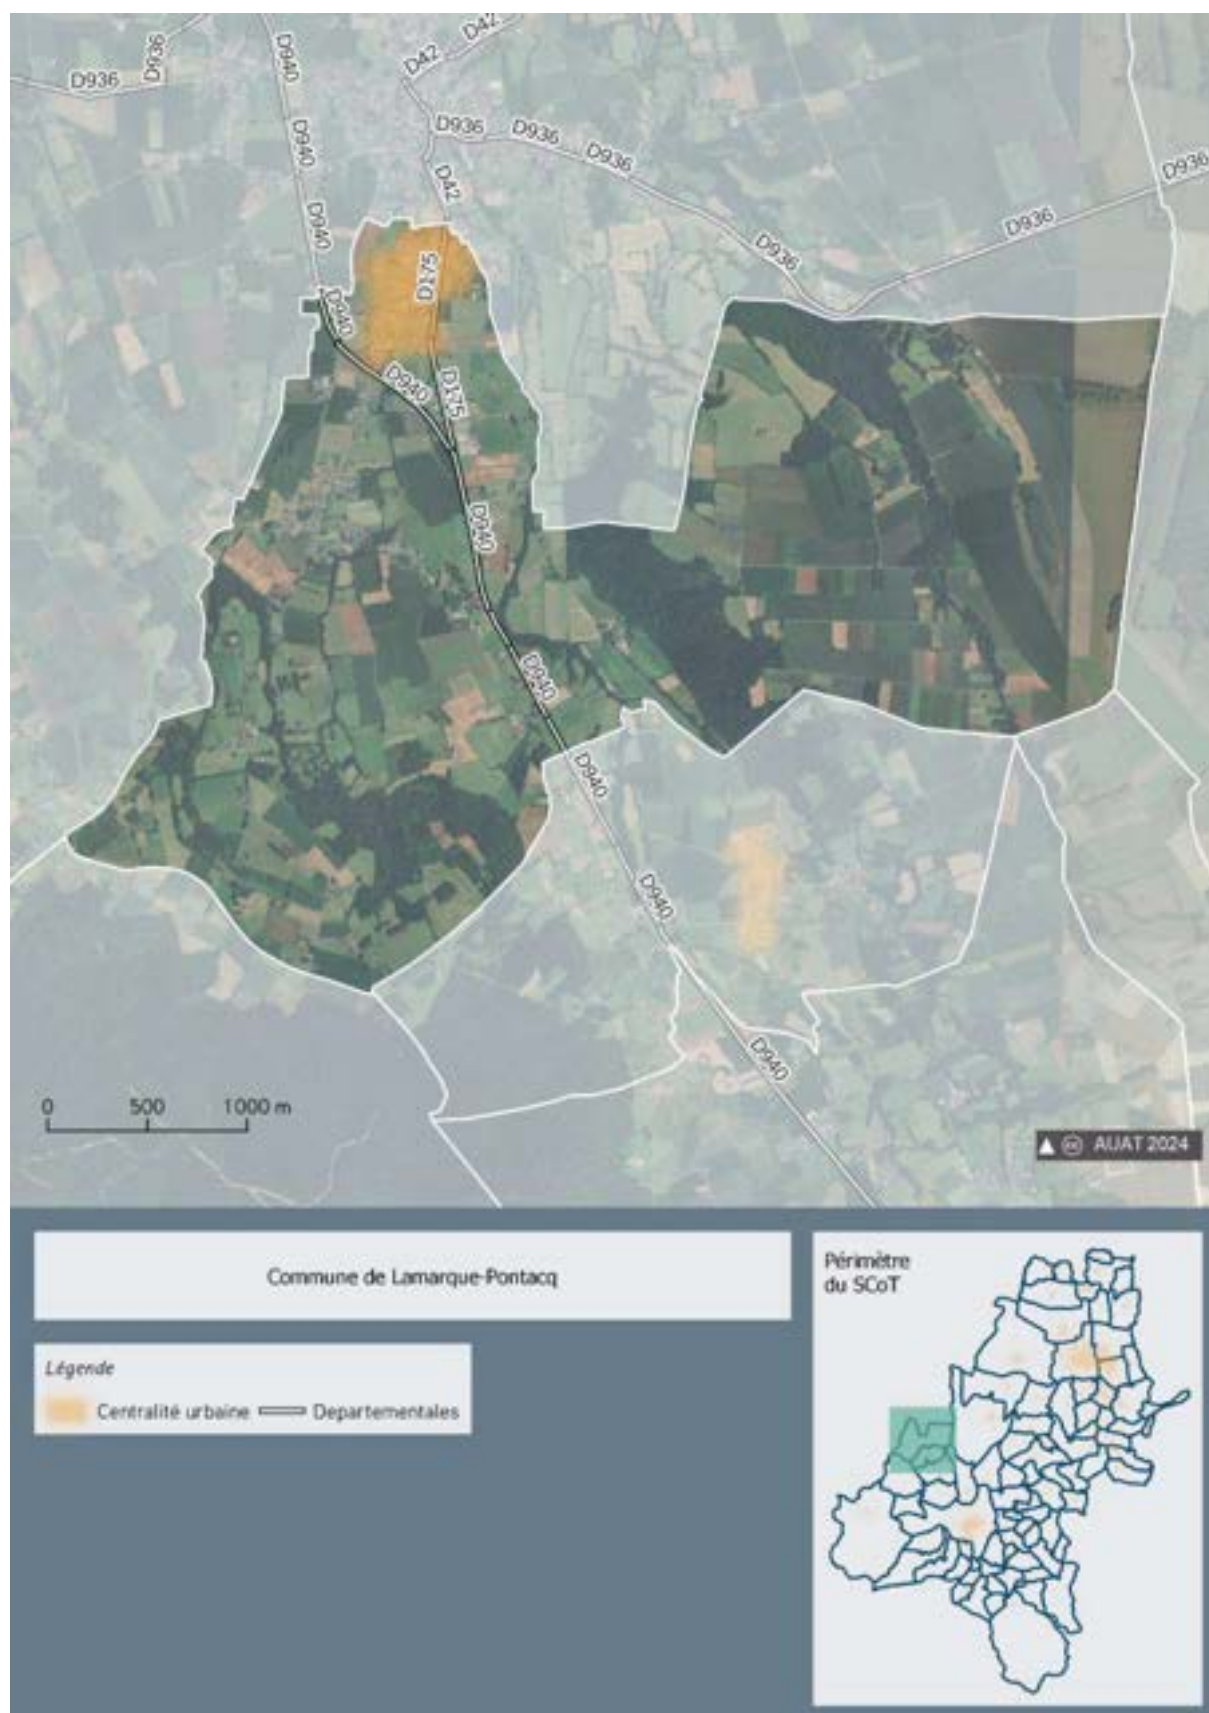 D42
D42
D936
D936
D940
D936
D936
D936
D936
D940
D42
D940
D936
D936
D175
D940
D940
D175
D940
D940
D940
D940
D940
0 500 1000 m
AUAT 2024
Commune de Lamarque-Pontacq
Périmètre
du SCoT
Légende
Centralité urbaine
Departementales